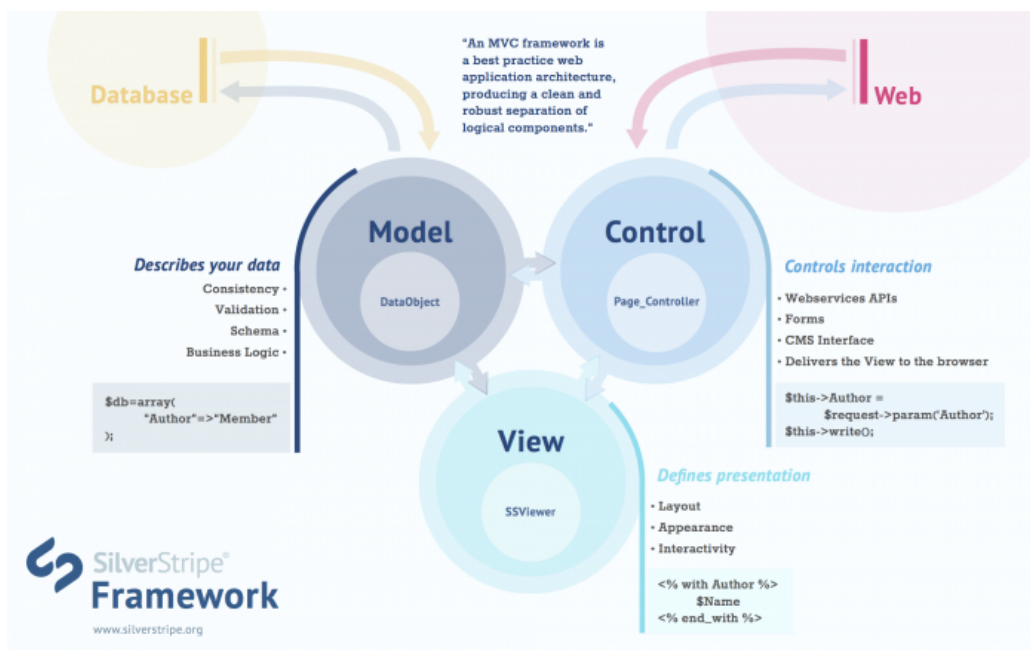 "An MVC framework is
a best practice web
application architecture,
producing a clean and
robust separation of
logical components."
Database
Web
Model
DataObject
Control
Page_Controller
Describes your data
Consistency •
Validation •
Schema •
Business Logic •
$db=array(
"Author"=>"Member"
);
Controls interaction
• Webservices APIs
• Forms
• CMS Interface
• Delivers the View to the browser
$this->Author =
$request->param('Author');
$this->write();
View
SSViewer
Defines presentation
• Layout
• Appearance
• Interactivity
<% with Author %>
$Name
<% end_with %>
SilverStripe®
Framework
www.silverstripe.org